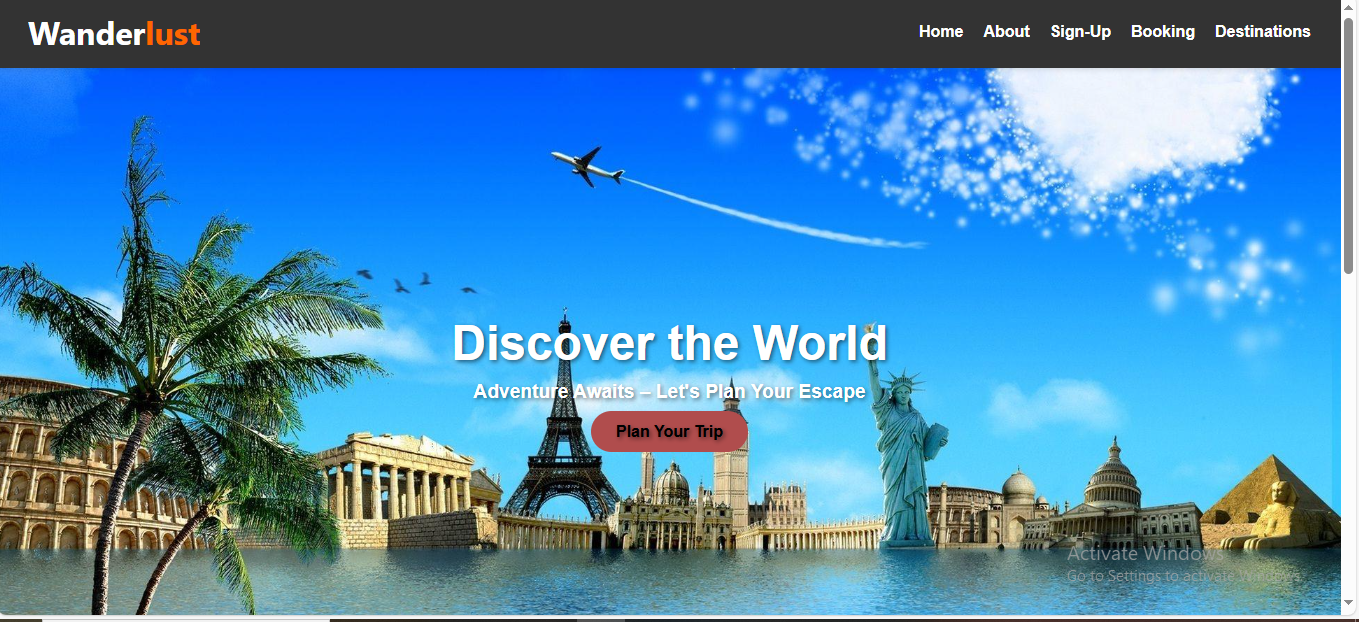 Wanderlust
Home About Sign-Up Booking Destinations
Discover the World
Adventure Awaits – Let's Plan Your Escape
Plan Your Trip
Activate Windows
Go to Settings to activate Windows.